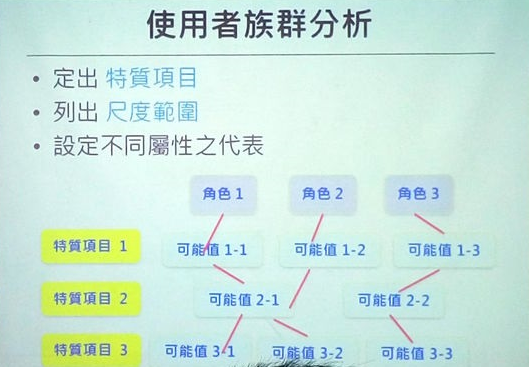 使用者族群分析
• 定出 特質項目
• 列出 尺度範圍
• 設定不同屬性之代表
角色 1 角色 2 角色 3
特質項目 1 可能值 1-1 可能值 1-2 可能值 1-3
特質項目 2 可能值 2-1 可能值 2-2
特質項目 3 可能值 3-1 可能值 3-2 可能值 3-3